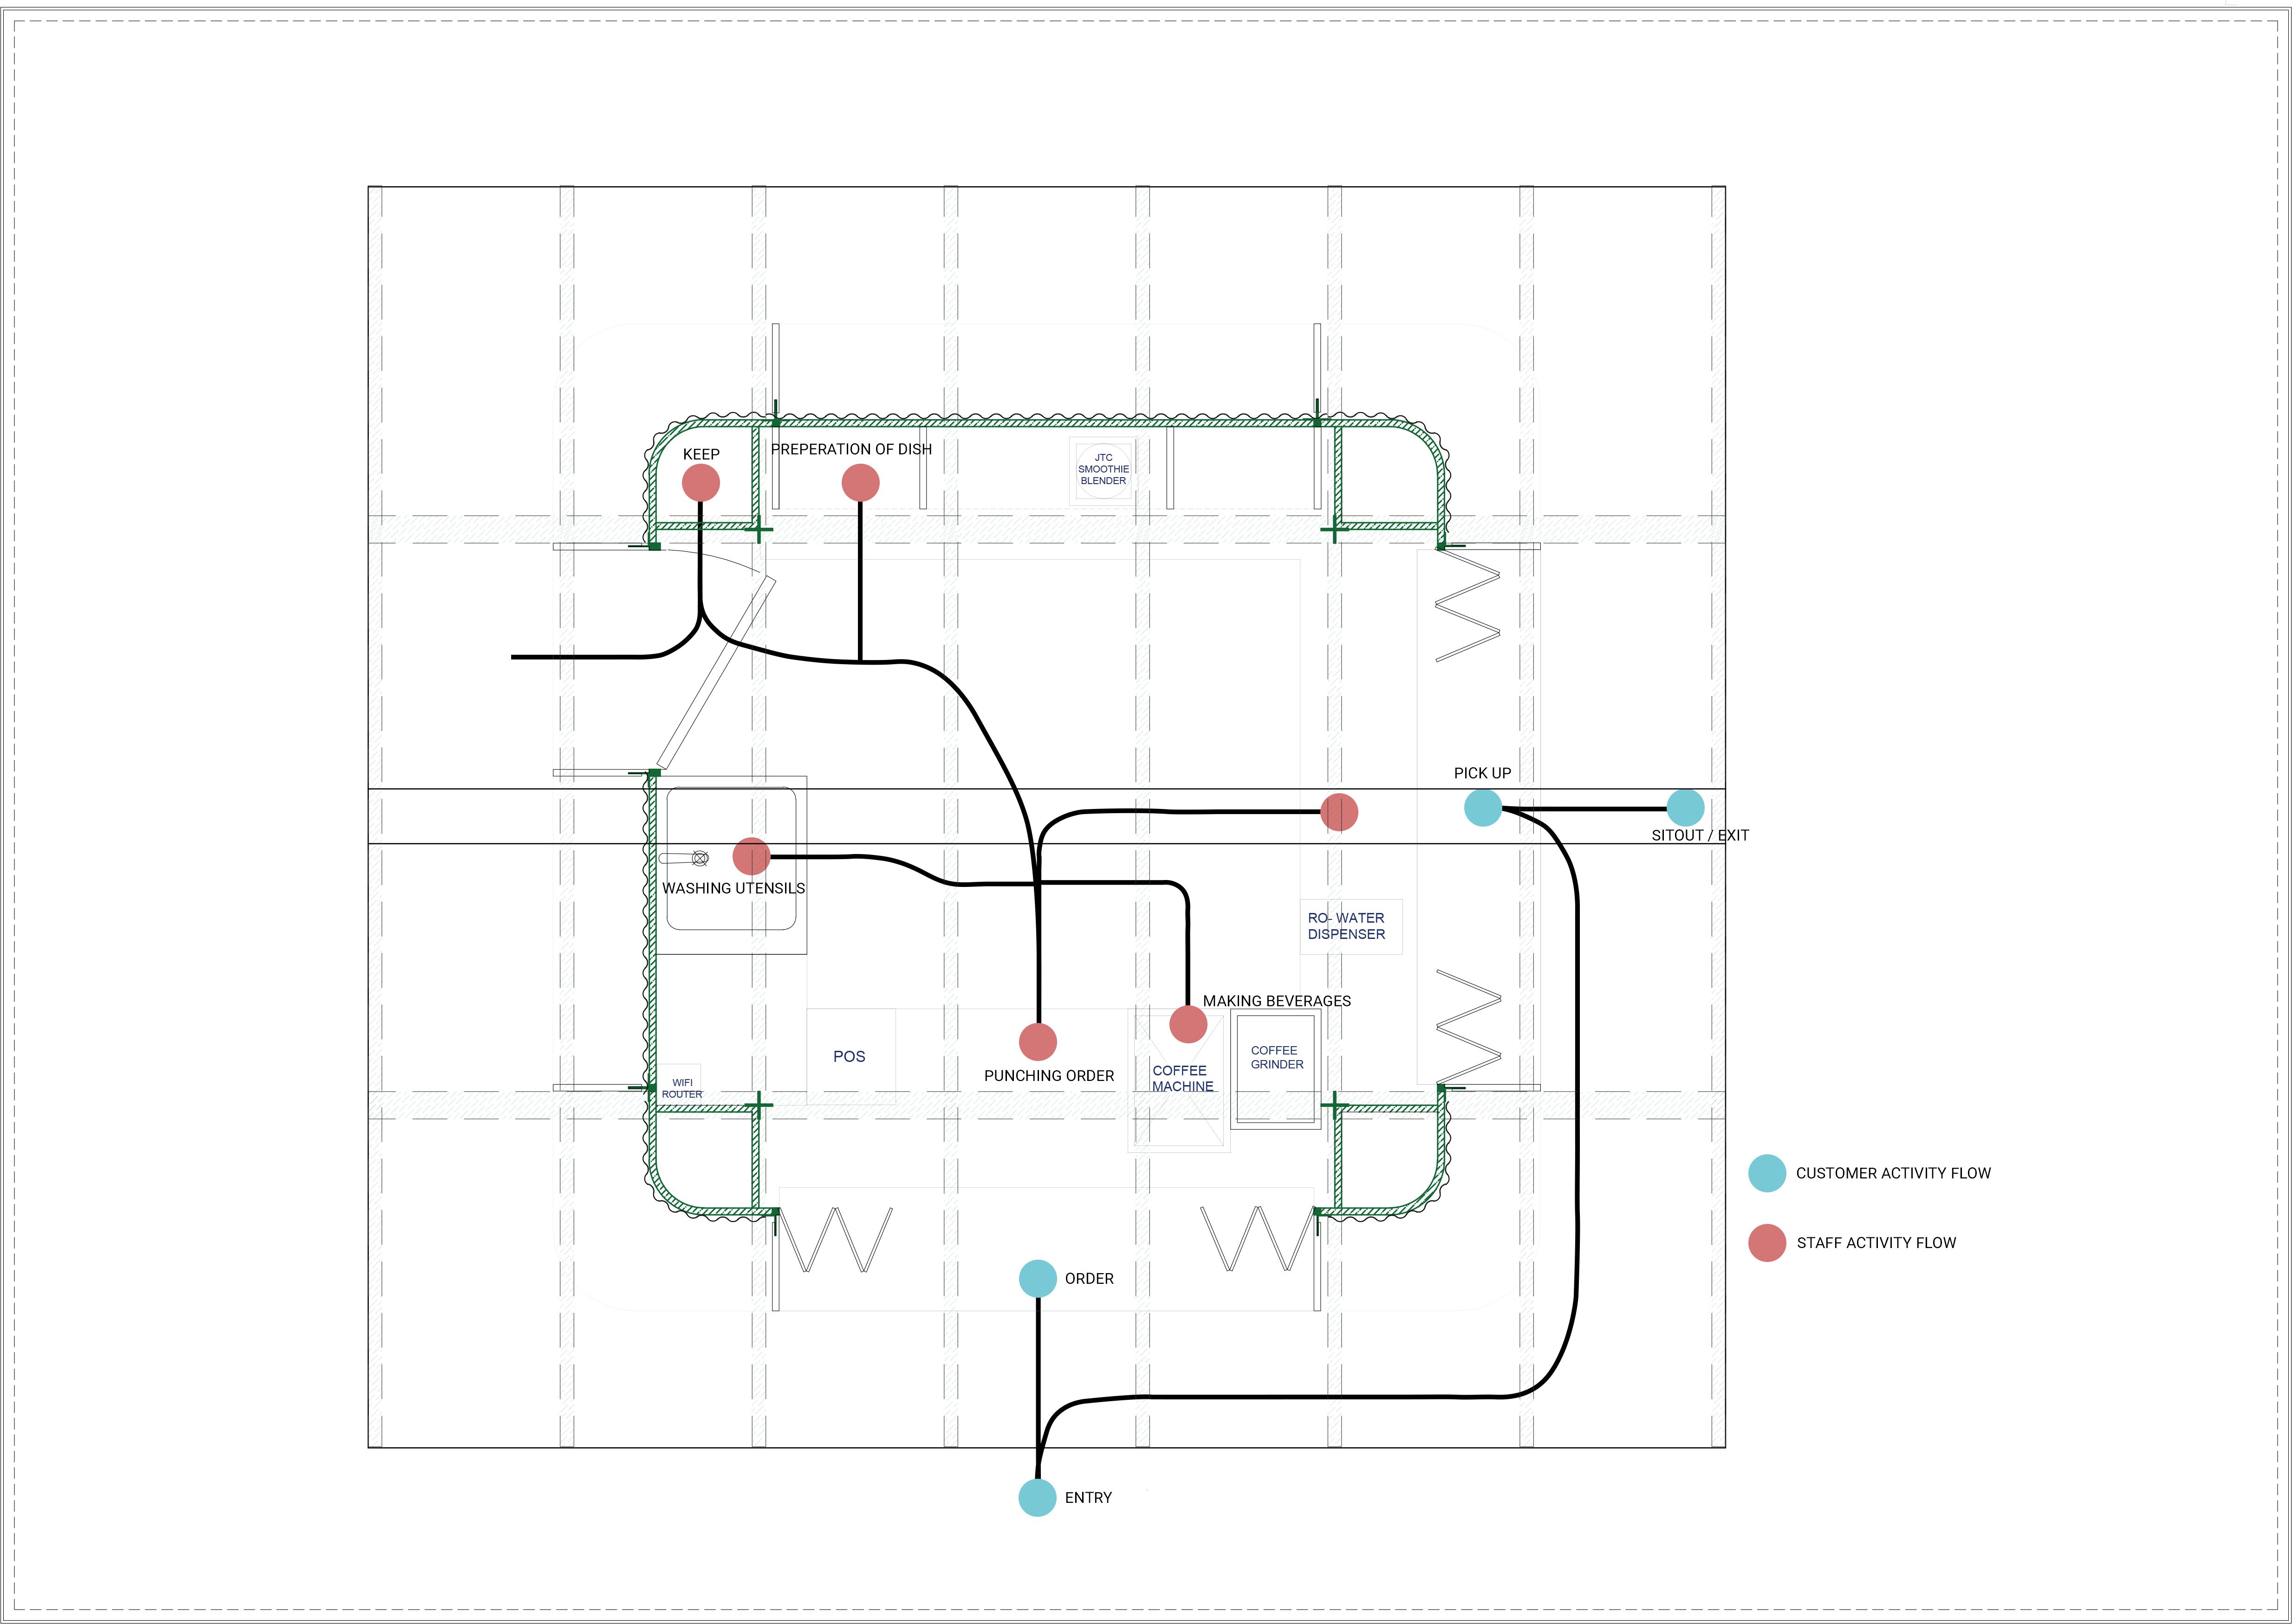 KEEP
PREPERATION OF DISH
JTC
SMOOTHIE
BLENDER
PICK UP
SITOUT / EXIT
WASHING UTENSILS
RO- WATER
DISPENSER
MAKING BEVERAGES
POS
PUNCHING ORDER
COFFEE
MACHINE
COFFEE
GRINDER
WIFI
ROUTER
CUSTOMER ACTIVITY FLOW
STAFF ACTIVITY FLOW
ORDER
ENTRY